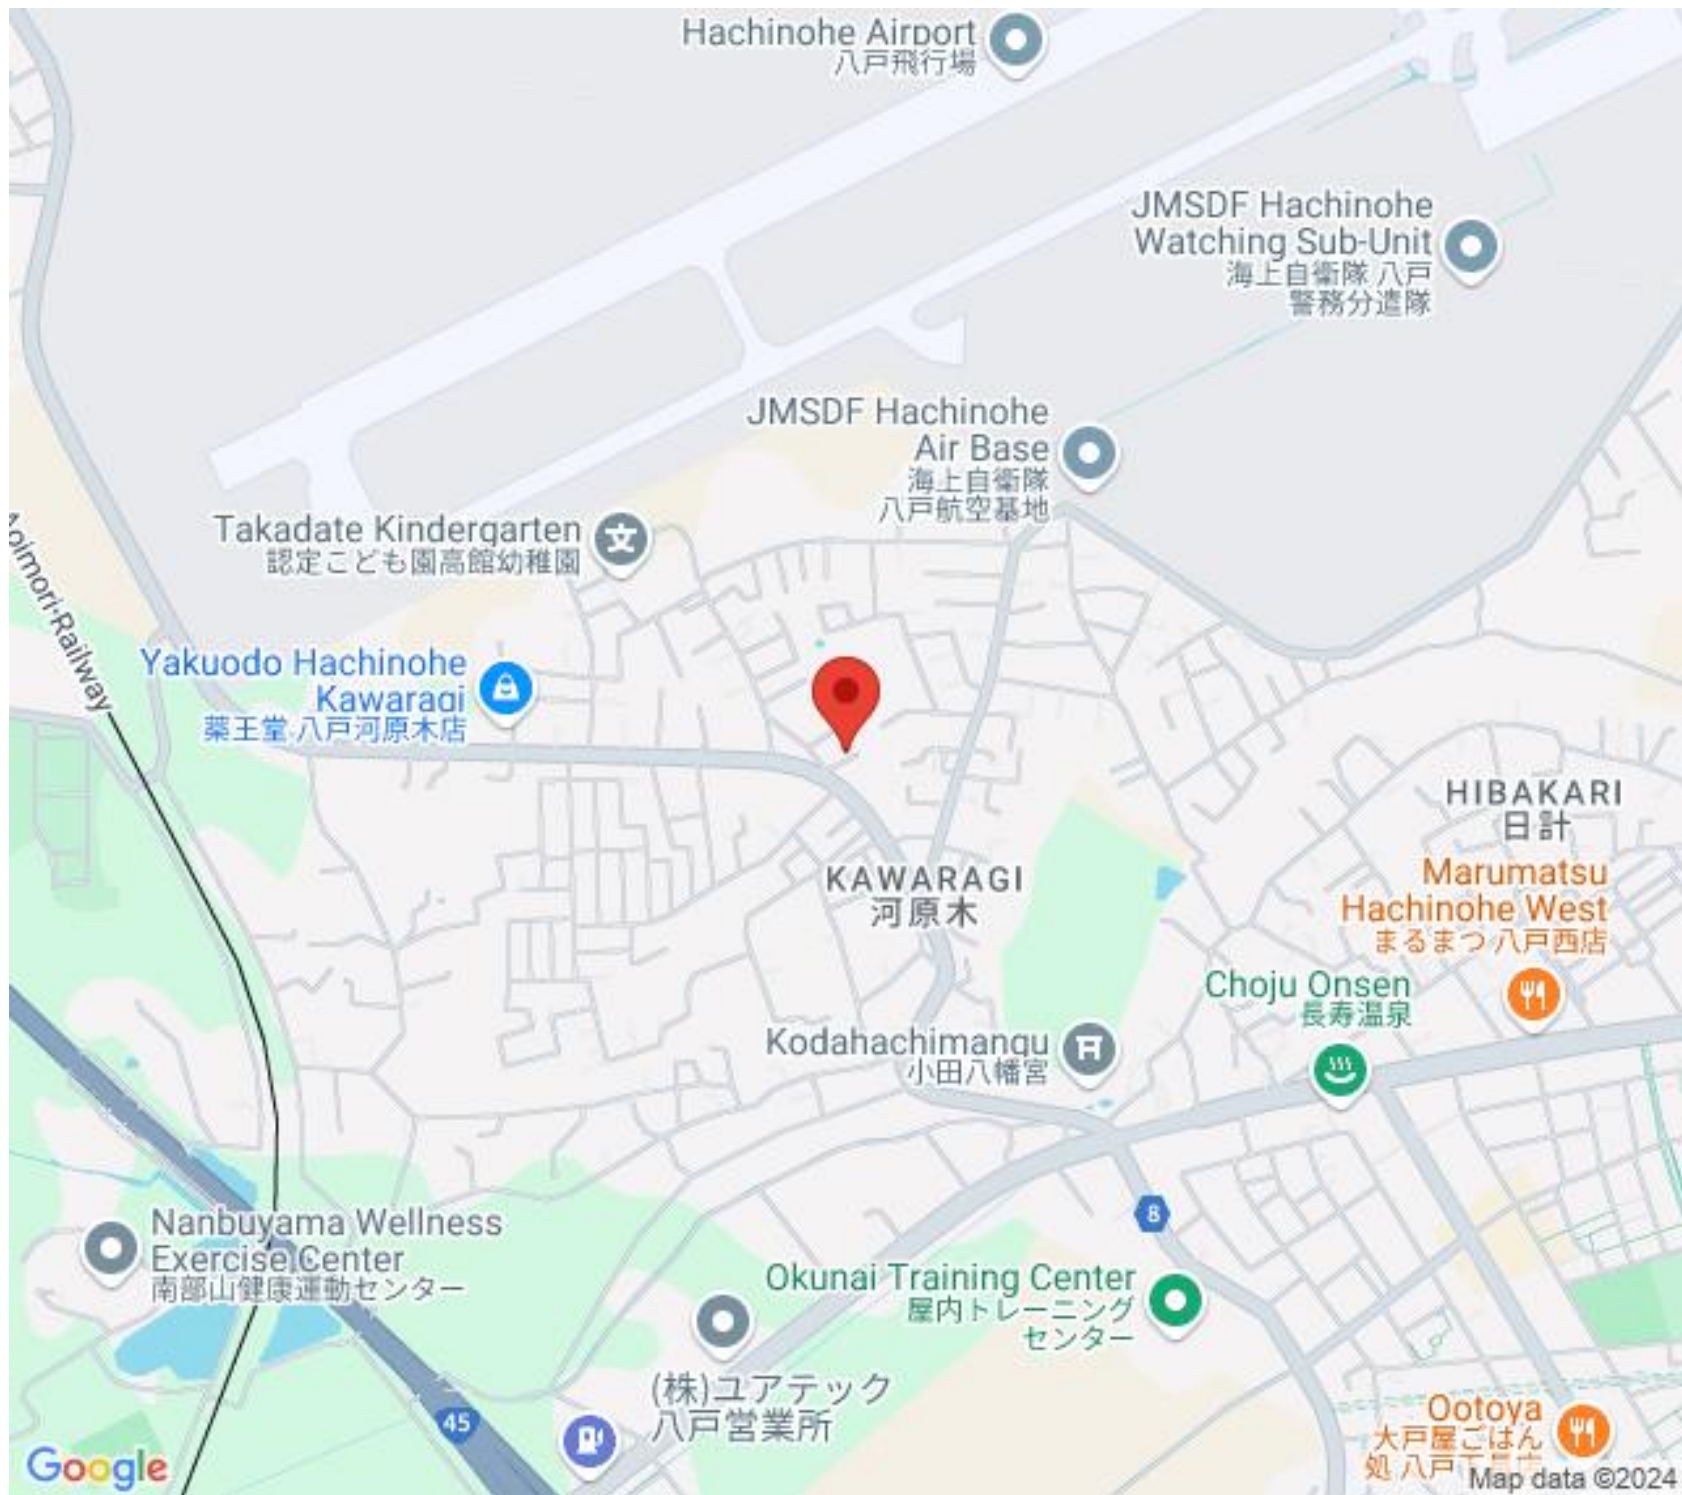 Hachinohe Airport
八戸飛行場
JMSDF Hachinohe
Watching Sub-Unit
海上自衛隊 八戸
警務分遣隊
JMSDF Hachinohe
Air Base
海上自衛隊
八戸航空基地
Takadate Kindergarten
認定こども園高館幼稚園
文
Aoimori Railway
Yakuodo Hachinohe
Kawaragi
薬王堂 八戸河原木店
HIBAKARI
日計
KAWARAGI
河原木
Marumatsu
Hachinohe West
まるまつ 八戸西店
Choju Onsen
長寿温泉
Kodahachimangu
小田八幡宮
8
Nanbuyama Wellness
Exercise Center
南部山健康運動センター
Okunai Training Center
屋内トレーニング
センター
(株)ユアテック
八戸営業所
45
Ootoya
大戸屋ごはん
処 八戸
Google
Map data ©2024